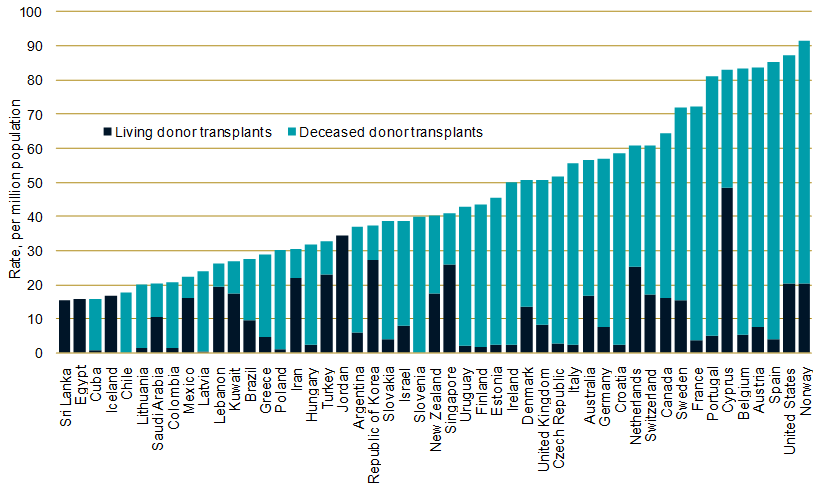 100
90
80
70
60
50
40
30
20
10
0
Rate, per million population
Living donor transplants
Deceased donor transplants
Sri Lanka
Egypt
Cuba
Iceland
Chile
Lithuania
Saudi Arabia
Colombia
Mexico
Latvia
Lebanon
Kuwait
Brazil
Greece
Poland
Iran
Hungary
Turkey
Jordan
Argentina
Republic of Korea
Slovakia
Israel
Slovenia
New Zealand
Singapore
Uruguay
Finland
Estonia
Ireland
Denmark
United Kingdom
Czech Republic
Italy
Australia
Germany
Croatia
Netherlands
Switzerland
Canada
Sweden
France
Portugal
Cyprus
Belgium
Austria
Spain
United States
Norway